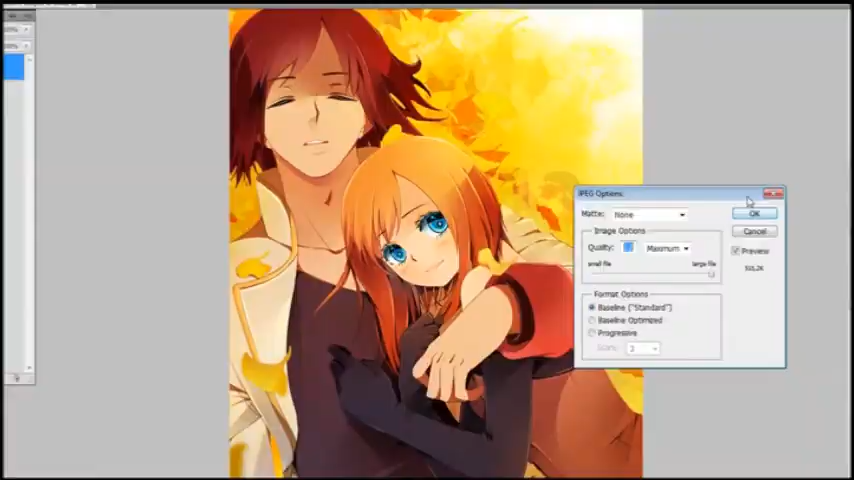 JPEG Options
Matte: None
OK
Image Options
Cancel
Quality: Maximum
Preview
small file large file
Format Options
Baseline ("Standard")
Baseline Optimized
Progressive
Scans: 3